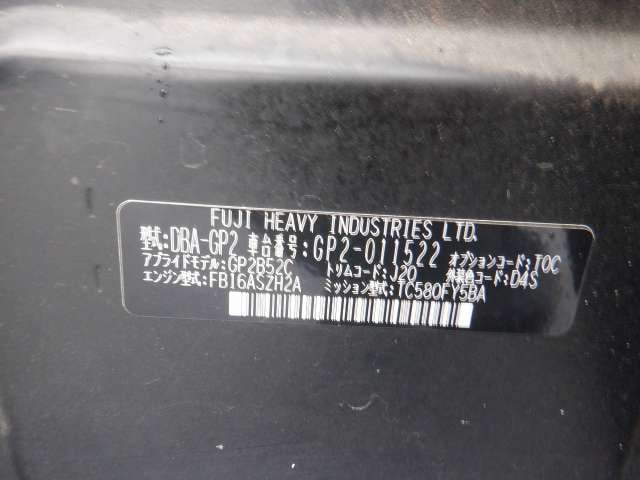 FUJI HEAVY INDUSTRIES LTD.
型式:DBA-GP2 車台番号:GP2-011522 オプションコード:TOC
アプライドモデル:GP2B52C トリムコード:J20 外装色コード:D4S
エンジン型式:FB16ASZH2A ミッション型式:TC580FY5BA